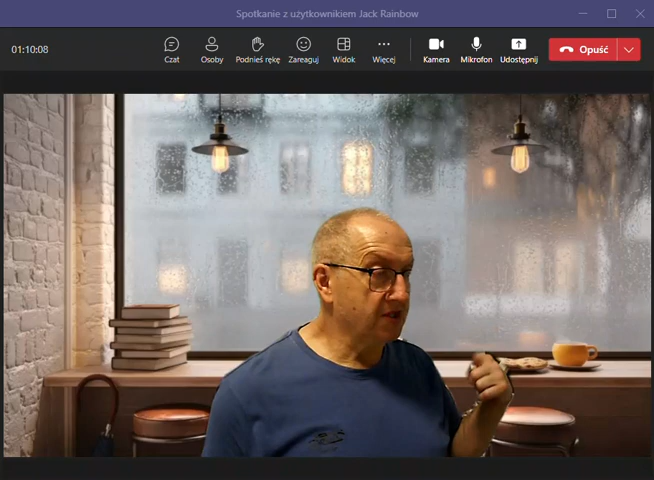 Spotkanie z użytkownikiem Jack Rainbow
01:10:08
Czat Osoby Podnieś rękę Zareaguj Widok Więcej Kamera Mikrofon Udostępnij Opuść